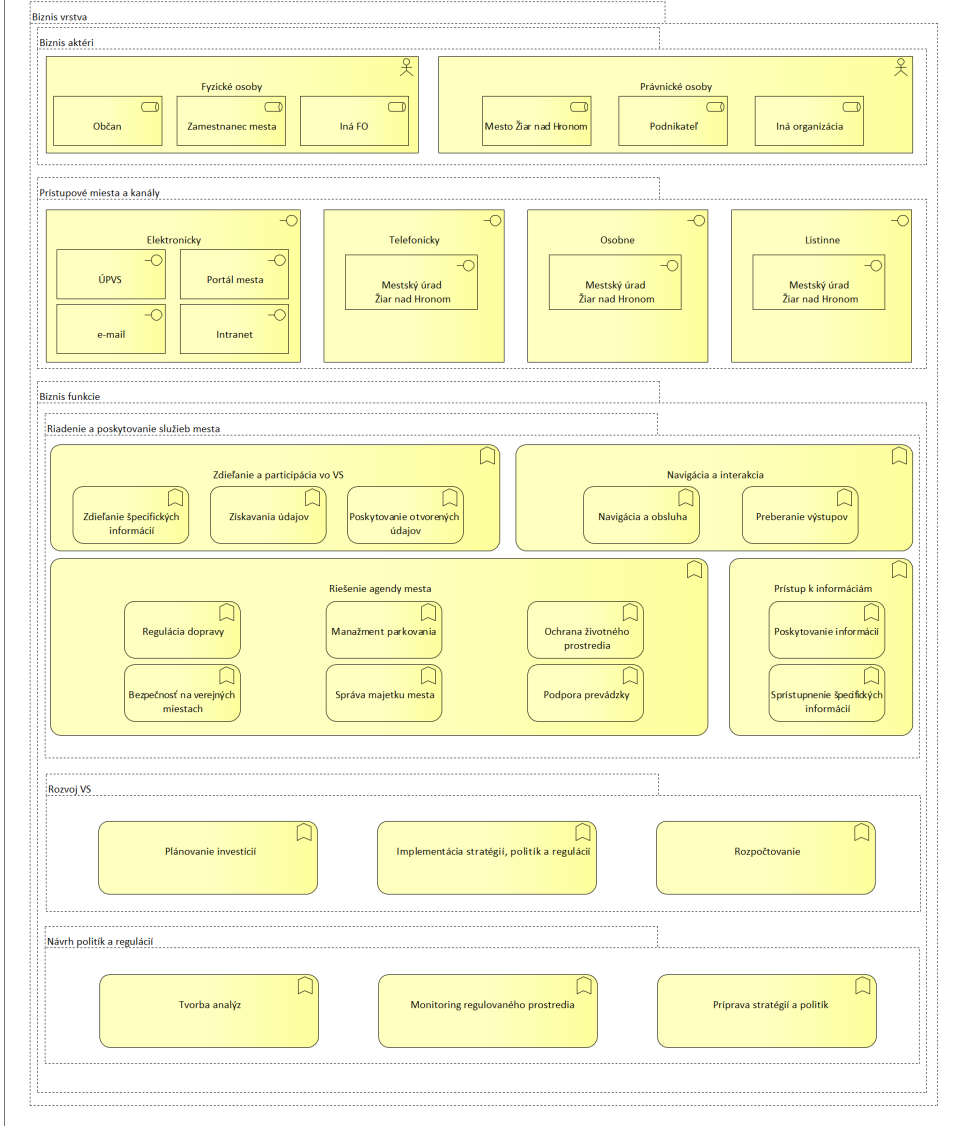 Biznis vrstva
Biznis aktéri
Fyzické osoby
Právnické osoby
Občan
Zamestnanec mesta
Iná FO
Mesto Žiar nad Hronom
Podnikateľ
Iná organizácia
Prístupové miesta a kanály
Elektronicky
Telefonicky
Osobne
Listinne
ÚPVS
Portál mesta
Mestský úrad
Žiar nad Hronom
Mestský úrad
Žiar nad Hronom
Mestský úrad
Žiar nad Hronom
e-mail
Intranet
Biznis funkcie
Riadenie a poskytovanie služieb mesta
Zdieľanie a participácia vo VS
Navigácia a interakcia
Zdieľanie špecifických
informácií
Získavania údajov
Poskytovanie otvorených
údajov
Navigácia a obsluha
Preberanie výstupov
Riešenie agendy mesta
Prístup k informáciám
Regulácia dopravy
Manažment parkovania
Ochrana životného
prostredia
Poskytovanie informácií
Bezpečnosť na verejných
miestach
Správa majetku mesta
Podpora prevádzky
Sprístupnenie špecifických
informácií
Rozvoj VS
Plánovanie investícií
Implementácia stratégií, politík a regulácií
Rozpočtovanie
Návrh politík a regulácií
Tvorba analýz
Monitoring regulovaného prostredia
Príprava stratégií a politík